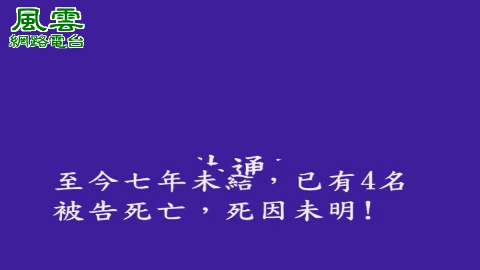 風雲
網路電台
通
至今七年未結，已有4名
被告死亡，死因未明！